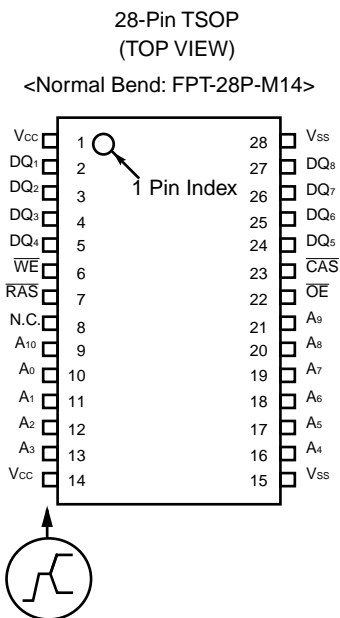 28-Pin TSOP
(TOP VIEW)
<Normal Bend: FPT-28P-M14>
VCC 1 28 VSS
DQ1 2 27 DQ8
DQ2 3 1 Pin Index 26 DQ7
DQ3 4 25 DQ6
DQ4 5 24 DQ5
WE 6 23 CAS
RAS 7 22 OE
N.C. 8 21 A9
A10 9 20 A8
A0 10 19 A7
A1 11 18 A6
A2 12 17 A5
A3 13 16 A4
VCC 14 15 VSS